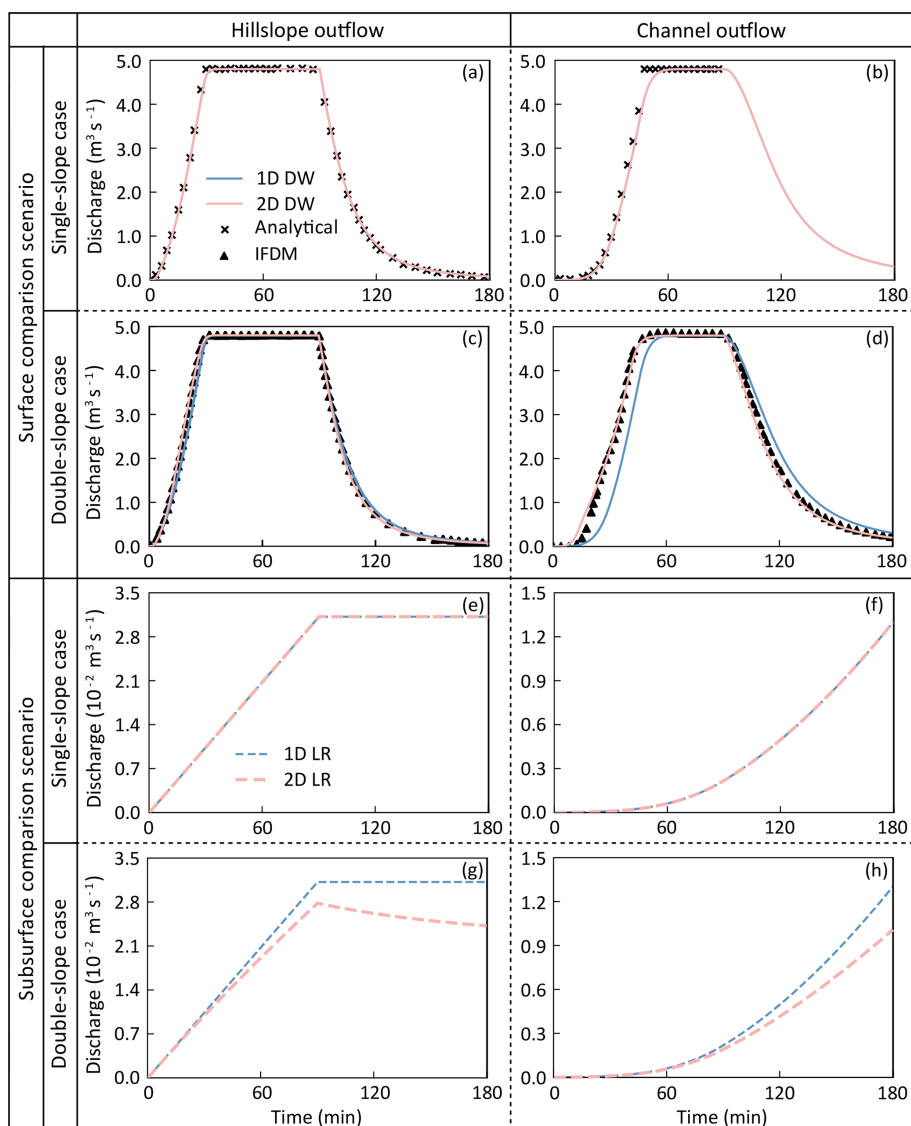 Hillslope outflow
Channel outflow
Surface comparison scenario
Single-slope case
Discharge (m³ s⁻¹)
5.0
4.0
3.0
2.0
1.0
0.0
(a)
1D DW
2D DW
Analytical
IFDM
0
60
120
180
5.0
4.0
3.0
2.0
1.0
0.0
(b)
0
60
120
180
Double-slope case
Discharge (m³ s⁻¹)
5.0
4.0
3.0
2.0
1.0
0.0
(c)
0
60
120
180
5.0
4.0
3.0
2.0
1.0
0.0
(d)
0
60
120
180
Subsurface comparison scenario
Single-slope case
Discharge (10⁻² m³ s⁻¹)
3.5
2.8
2.1
1.4
0.7
0.0
(e)
1D LR
2D LR
0
60
120
180
1.5
1.2
0.9
0.6
0.3
0.0
(f)
0
60
120
180
Double-slope case
Discharge (10⁻² m³ s⁻¹)
3.5
2.8
2.1
1.4
0.7
0.0
(g)
0
60
120
180
Time (min)
1.5
1.2
0.9
0.6
0.3
0.0
(h)
0
60
120
180
Time (min)